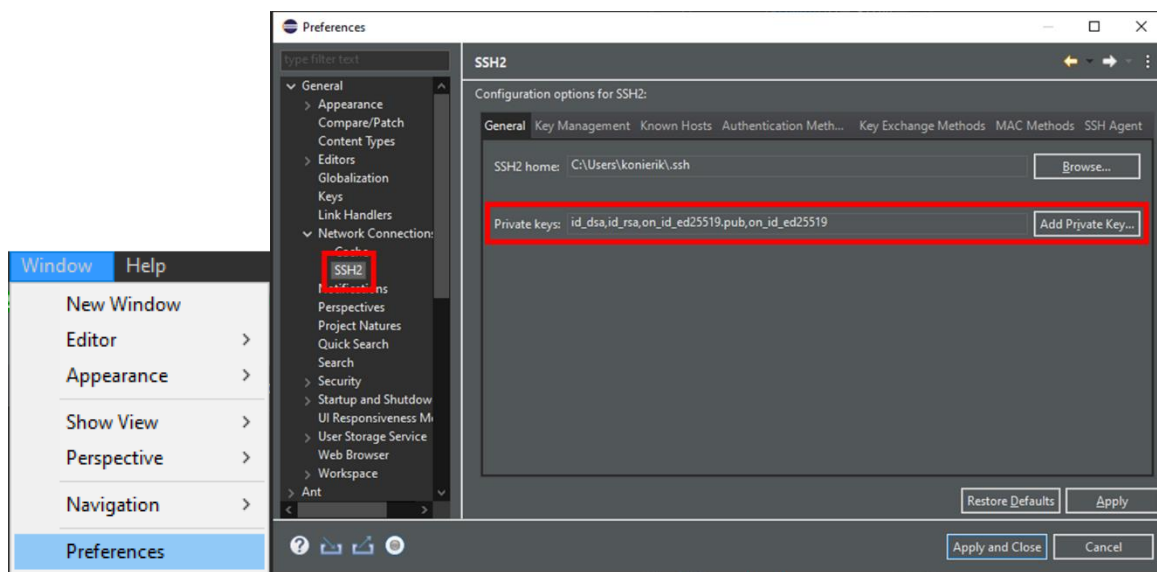 Window Help
New Window
Editor
Appearance
Show View
Perspective
Navigation
Preferences
Preferences
type filter text
General
Appearance
Compare/Patch
Content Types
Editors
Globalization
Keys
Link Handlers
Network Connection:
Cache
SSH2
Notifications
Perspectives
Project Natures
Quick Search
Search
Security
Startup and Shutdow
UI Responsiveness M
User Storage Service
Web Browser
Workspace
Ant
SSH2
Configuration options for SSH2:
General Key Management Known Hosts Authentication Meth... Key Exchange Methods MAC Methods SSH Agent
SSH2 home: C:\Users\konierik\.ssh Browse...
Private keys: id_dsa,id_rsa,on_id_ed25519.pub,on_id_ed25519 Add Private Key...
Restore Defaults Apply
Apply and Close Cancel